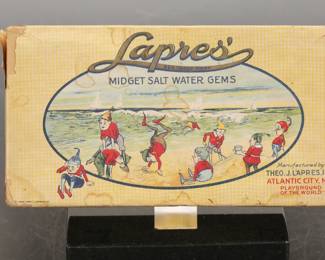 Lapres'
MIDGET SALT WATER GEMS
Manufactured by
THEO. J. LAPRES, I
ATLANTIC CITY, N
PLAYGROUND
OF THE WORLD